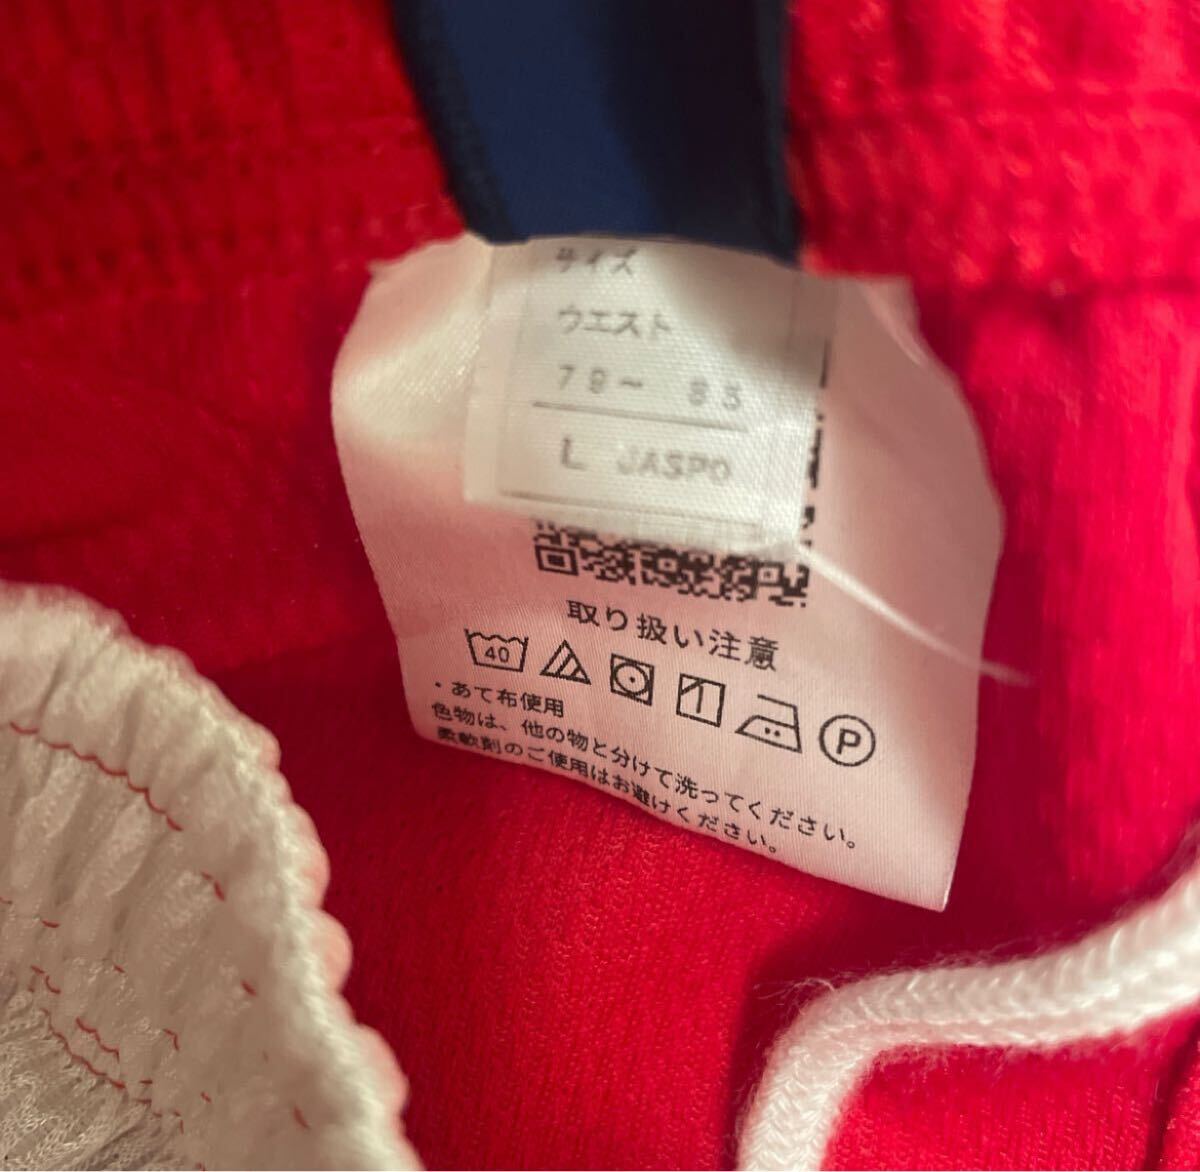 サイズ
ウエスト
79～ 85
L JASPO
取り扱い注意
40
P
・あて布使用
色物は、他の物と分けて洗ってください。
柔軟剤のご使用はお避けください。